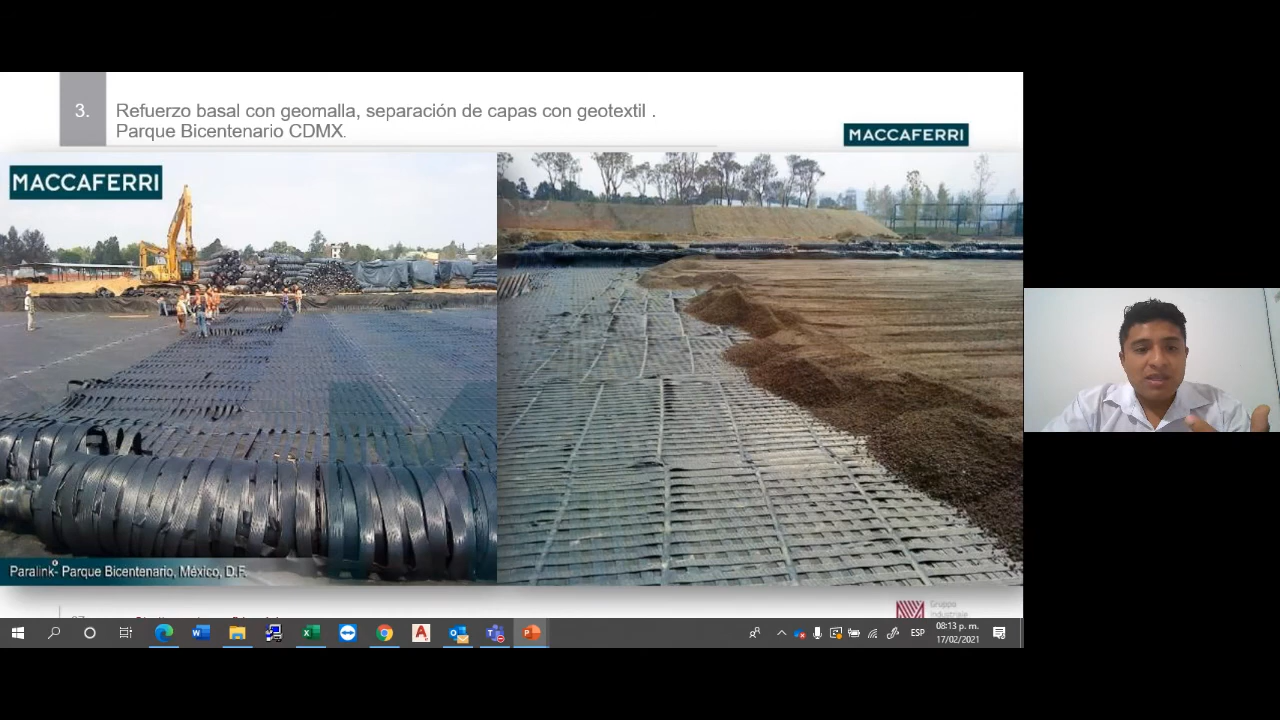 3.
Refuerzo basal con geomalla, separación de capas con geotextil .
Parque Bicentenario CDMX.
MACCAFERRI
MACCAFERRI
Paralink® Parque Bicentenario, México, D.F.
ESP
08:13 p. m.
17/02/2021